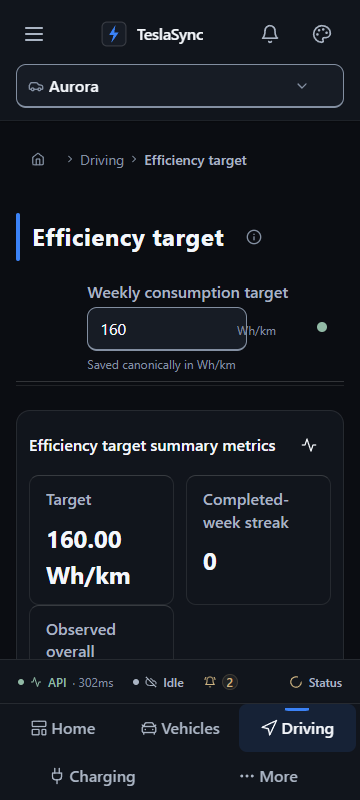 TeslaSync
Aurora
Driving > Efficiency target
Efficiency target
Weekly consumption target
160 Wh/km
Saved canonically in Wh/km
Efficiency target summary metrics
Target
160.00
Wh/km
Completed-
week streak
0
Observed
overall
API · 302ms Idle 2 Status
Home Vehicles Driving
Charging ··· More